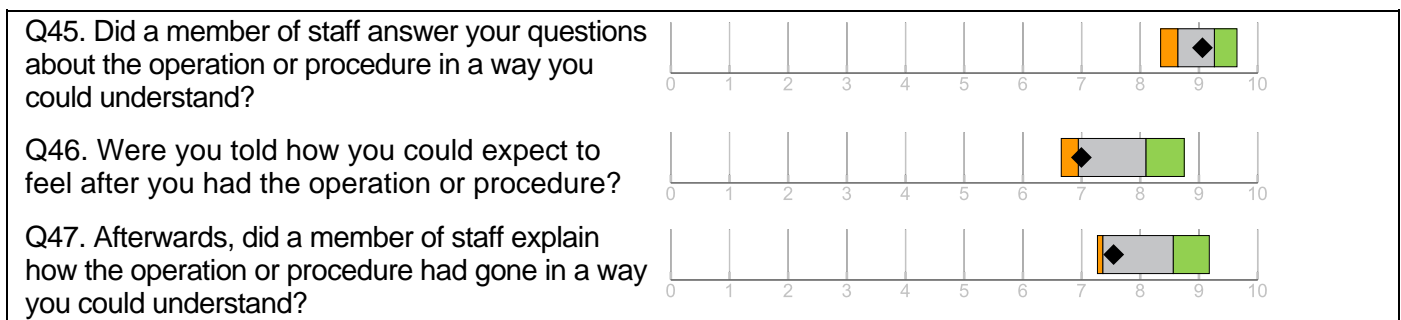 Q45. Did a member of staff answer your questions
about the operation or procedure in a way you
could understand?
0 1 2 3 4 5 6 7 8 9 10
Q46. Were you told how you could expect to
feel after you had the operation or procedure?
0 1 2 3 4 5 6 7 8 9 10
Q47. Afterwards, did a member of staff explain
how the operation or procedure had gone in a way
you could understand?
0 1 2 3 4 5 6 7 8 9 10